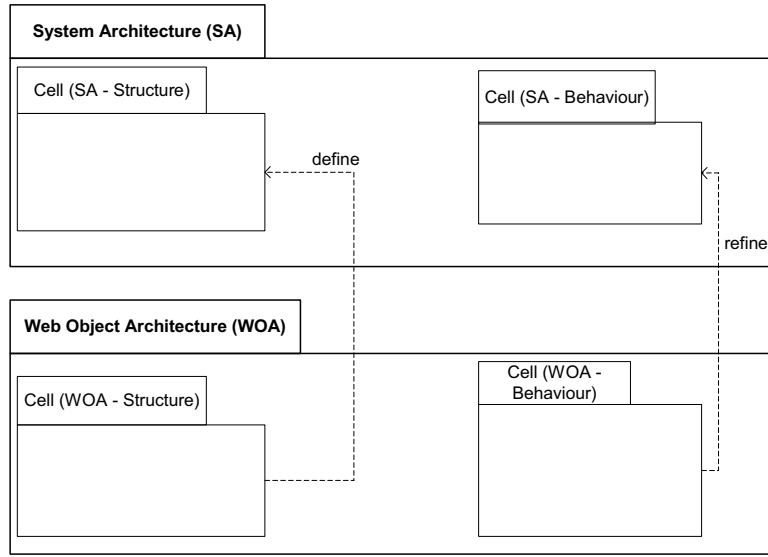 System Architecture (SA)
Cell (SA - Structure)
Cell (SA - Behaviour)
define
refine
Web Object Architecture (WOA)
Cell (WOA - Structure)
Cell (WOA -
Behaviour)